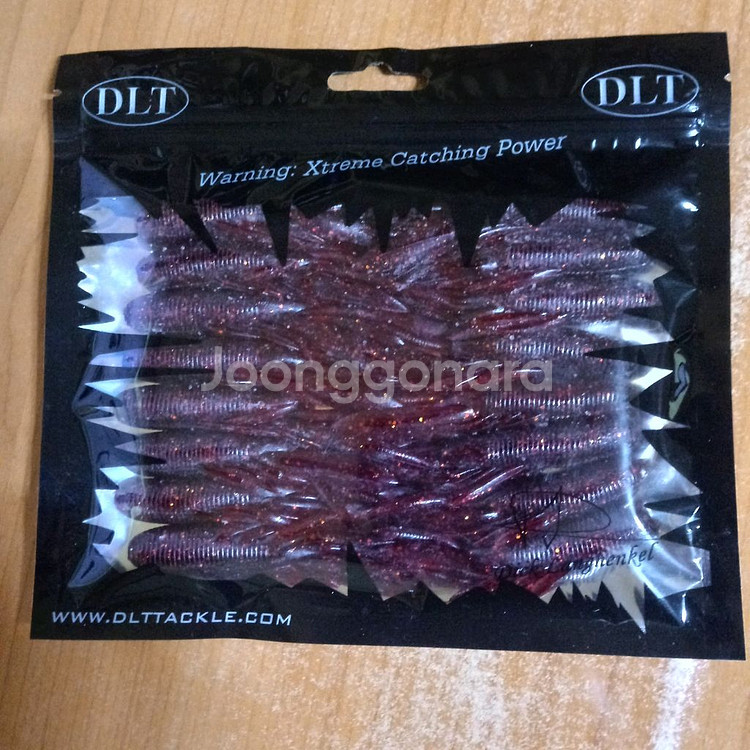 DLT
DLT
Warning: Xtreme Catching Power
Joonggonara
WWW.DLTTACKLE.COM